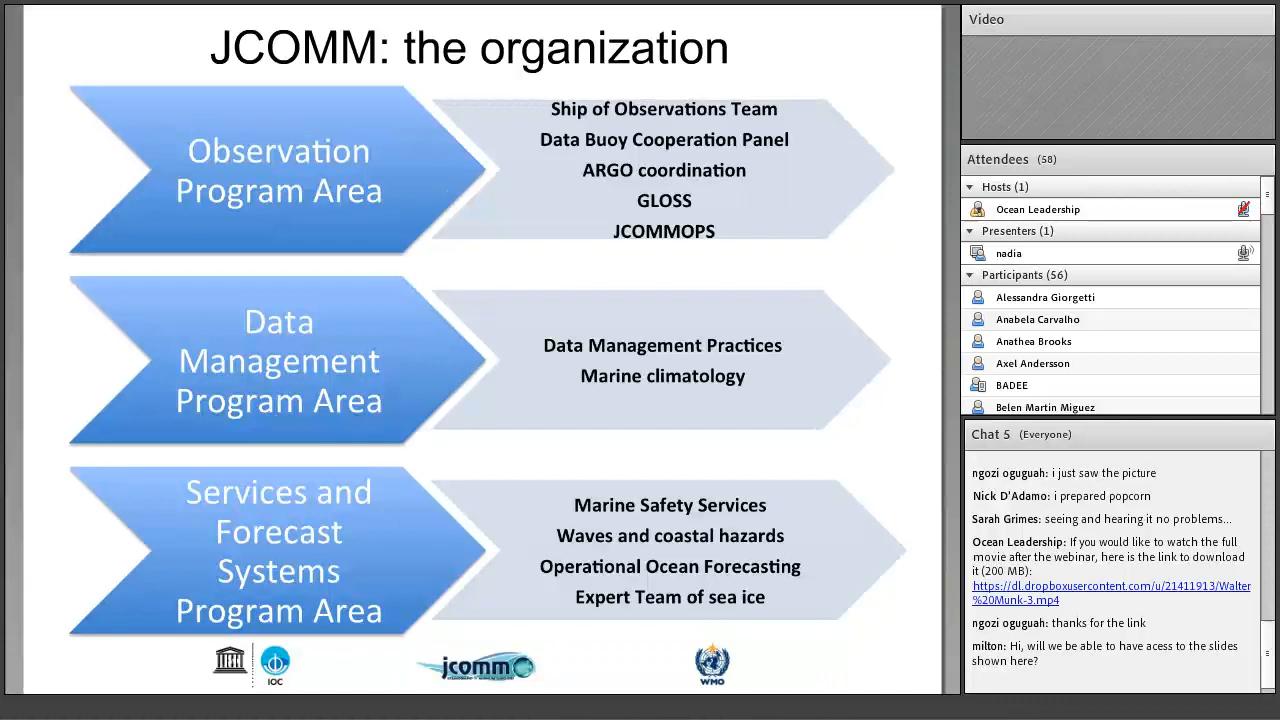 JCOMM: the organization
Observation
Program Area
Ship of Observations Team
Data Buoy Cooperation Panel
ARGO coordination
GLOSS
JCOMMOPS
Data
Management
Program Area
Data Management Practices
Marine climatology
Services and
Forecast
Systems
Program Area
Marine Safety Services
Waves and coastal hazards
Operational Ocean Forecasting
Expert Team of sea ice
IOC
jcomm
WMO
Video
Attendees (58)
Hosts (1)
Ocean Leadership
Presenters (1)
nadia
Participants (56)
Alessandra Giorgetti
Anabela Carvalho
Anathea Brooks
Axel Andersson
BADEE
Belen Martin Miguez
Chat 5 (Everyone)
ngozi oguguah: i just saw the picture
Nick D'Adamo: i prepared popcorn
Sarah Grimes: seeing and hearing it no problems...
Ocean Leadership: If you would like to watch the full
movie after the webinar, here is the link to download
it (200 MB):
https://dl.dropboxusercontent.com/u/21411913/Walter
%20Munk-3.mp4
ngozi oguguah: thanks for the link
milton: Hi, will we be able to have acess to the slides
shown here?